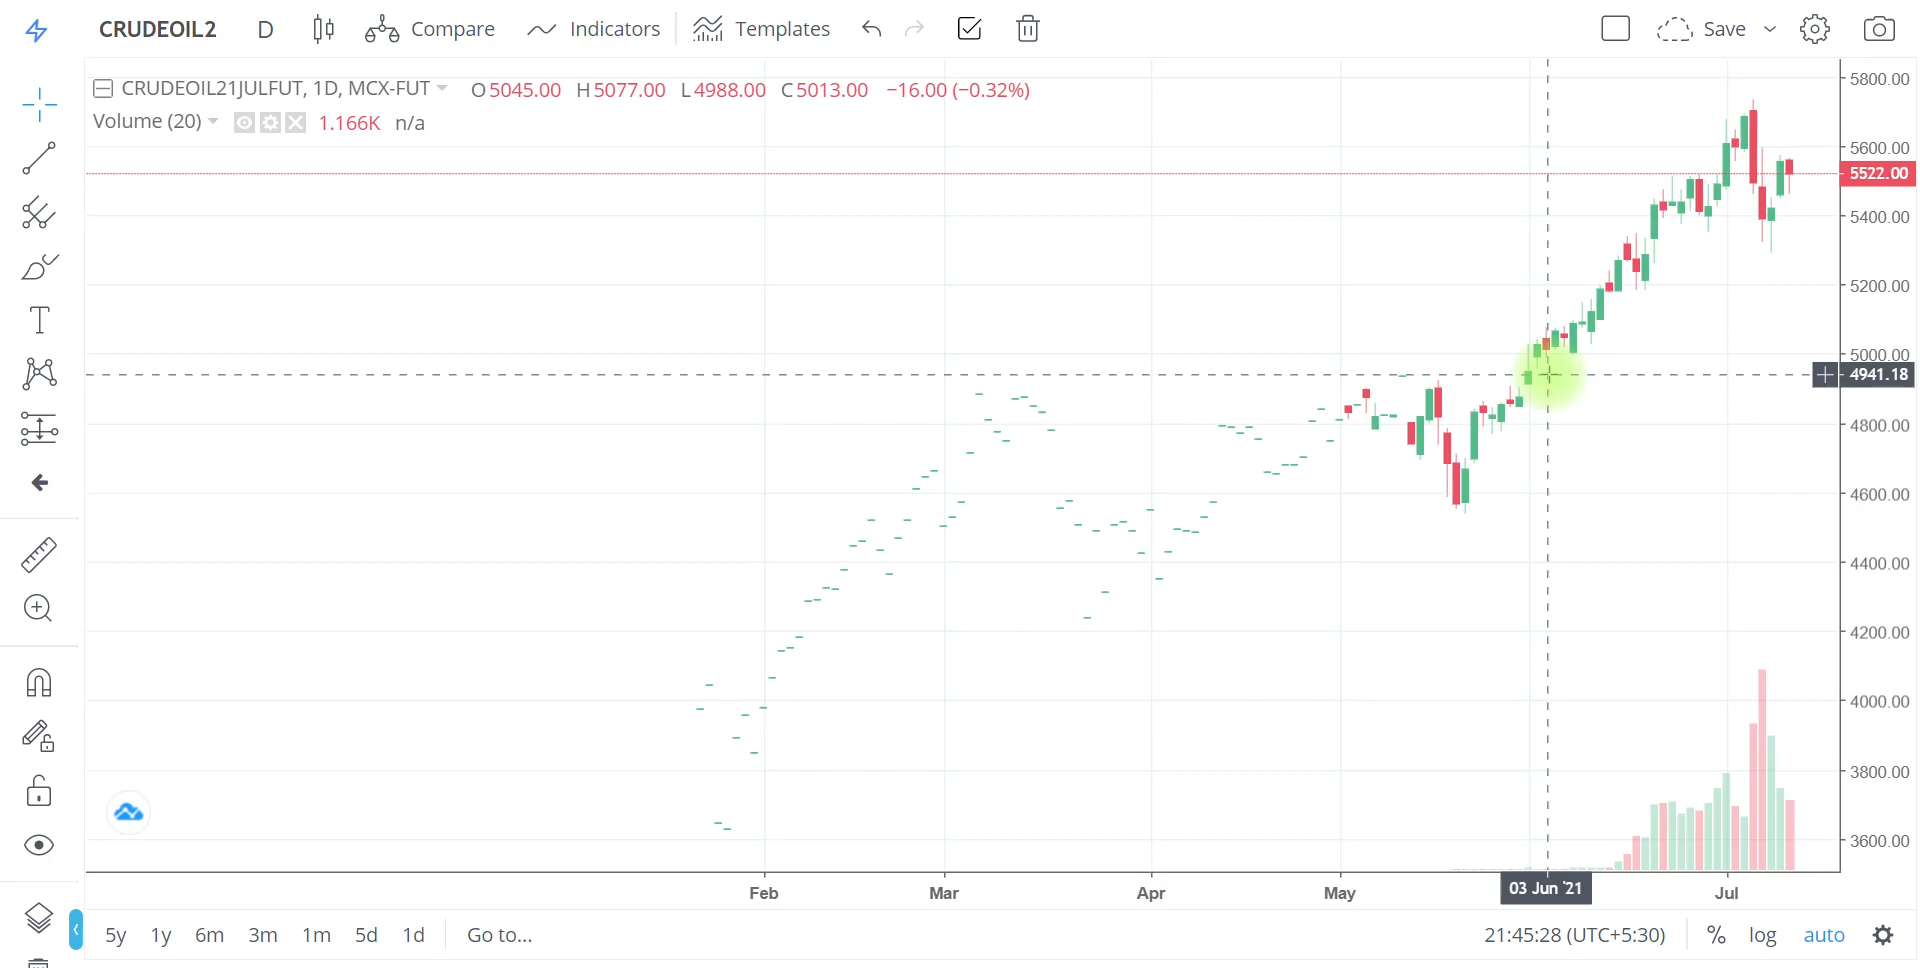 CRUDEOIL2 D Compare Indicators Templates Save
CRUDEOIL21JULFUT, 1D, MCX-FUT O5045.00 H5077.00 L4988.00 C5013.00 −16.00 (−0.32%)
Volume (20) 1.166K n/a
5800.00
5600.00
5522.00
5400.00
5200.00
5000.00
4941.18
4800.00
4600.00
4400.00
4200.00
4000.00
3800.00
3600.00
Feb Mar Apr May 03 Jun '21 Jul
5y 1y 6m 3m 1m 5d 1d Go to... 21:45:28 (UTC+5:30) % log auto